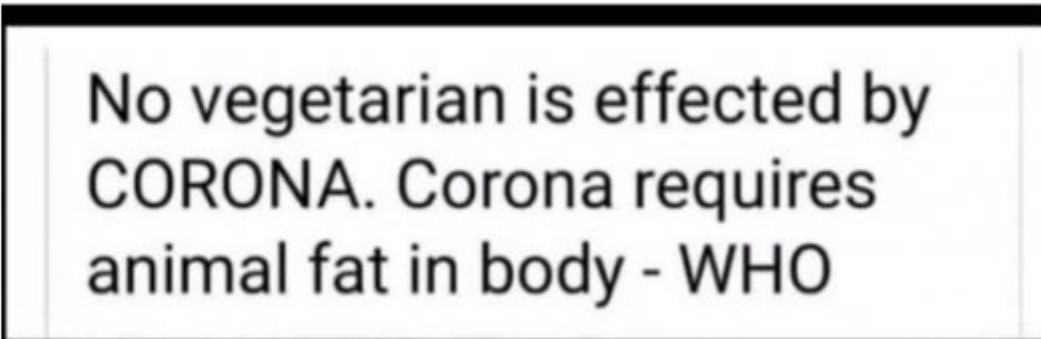 No vegetarian is effected by
CORONA. Corona requires
animal fat in body - WHO